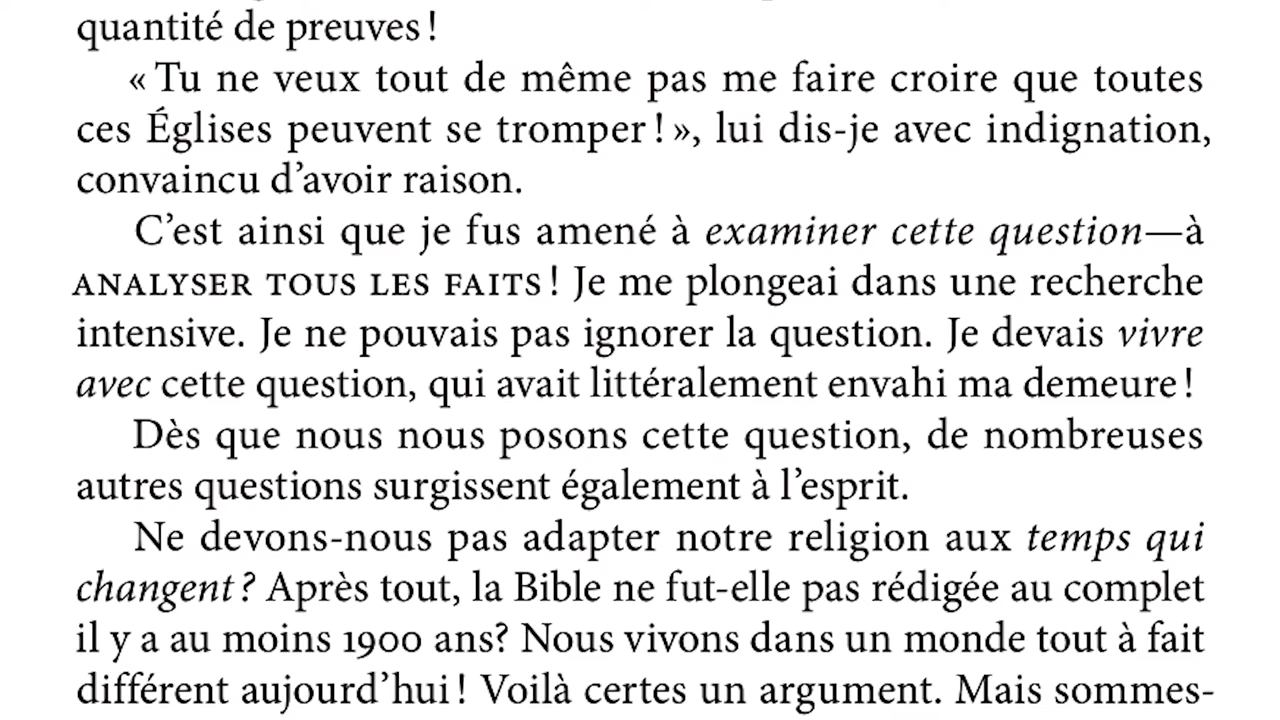 quantité de preuves !
« Tu ne veux tout de même pas me faire croire que toutes
ces Églises peuvent se tromper ! », lui dis-je avec indignation,
convaincu d’avoir raison.
C’est ainsi que je fus amené à examiner cette question—à
ANALYSER TOUS LES FAITS ! Je me plongeai dans une recherche
intensive. Je ne pouvais pas ignorer la question. Je devais vivre
avec cette question, qui avait littéralement envahi ma demeure !
Dès que nous nous posons cette question, de nombreuses
autres questions surgissent également à l’esprit.
Ne devons-nous pas adapter notre religion aux temps qui
changent ? Après tout, la Bible ne fut-elle pas rédigée au complet
il y a au moins 1900 ans? Nous vivons dans un monde tout à fait
différent aujourd’hui ! Voilà certes un argument. Mais sommes-